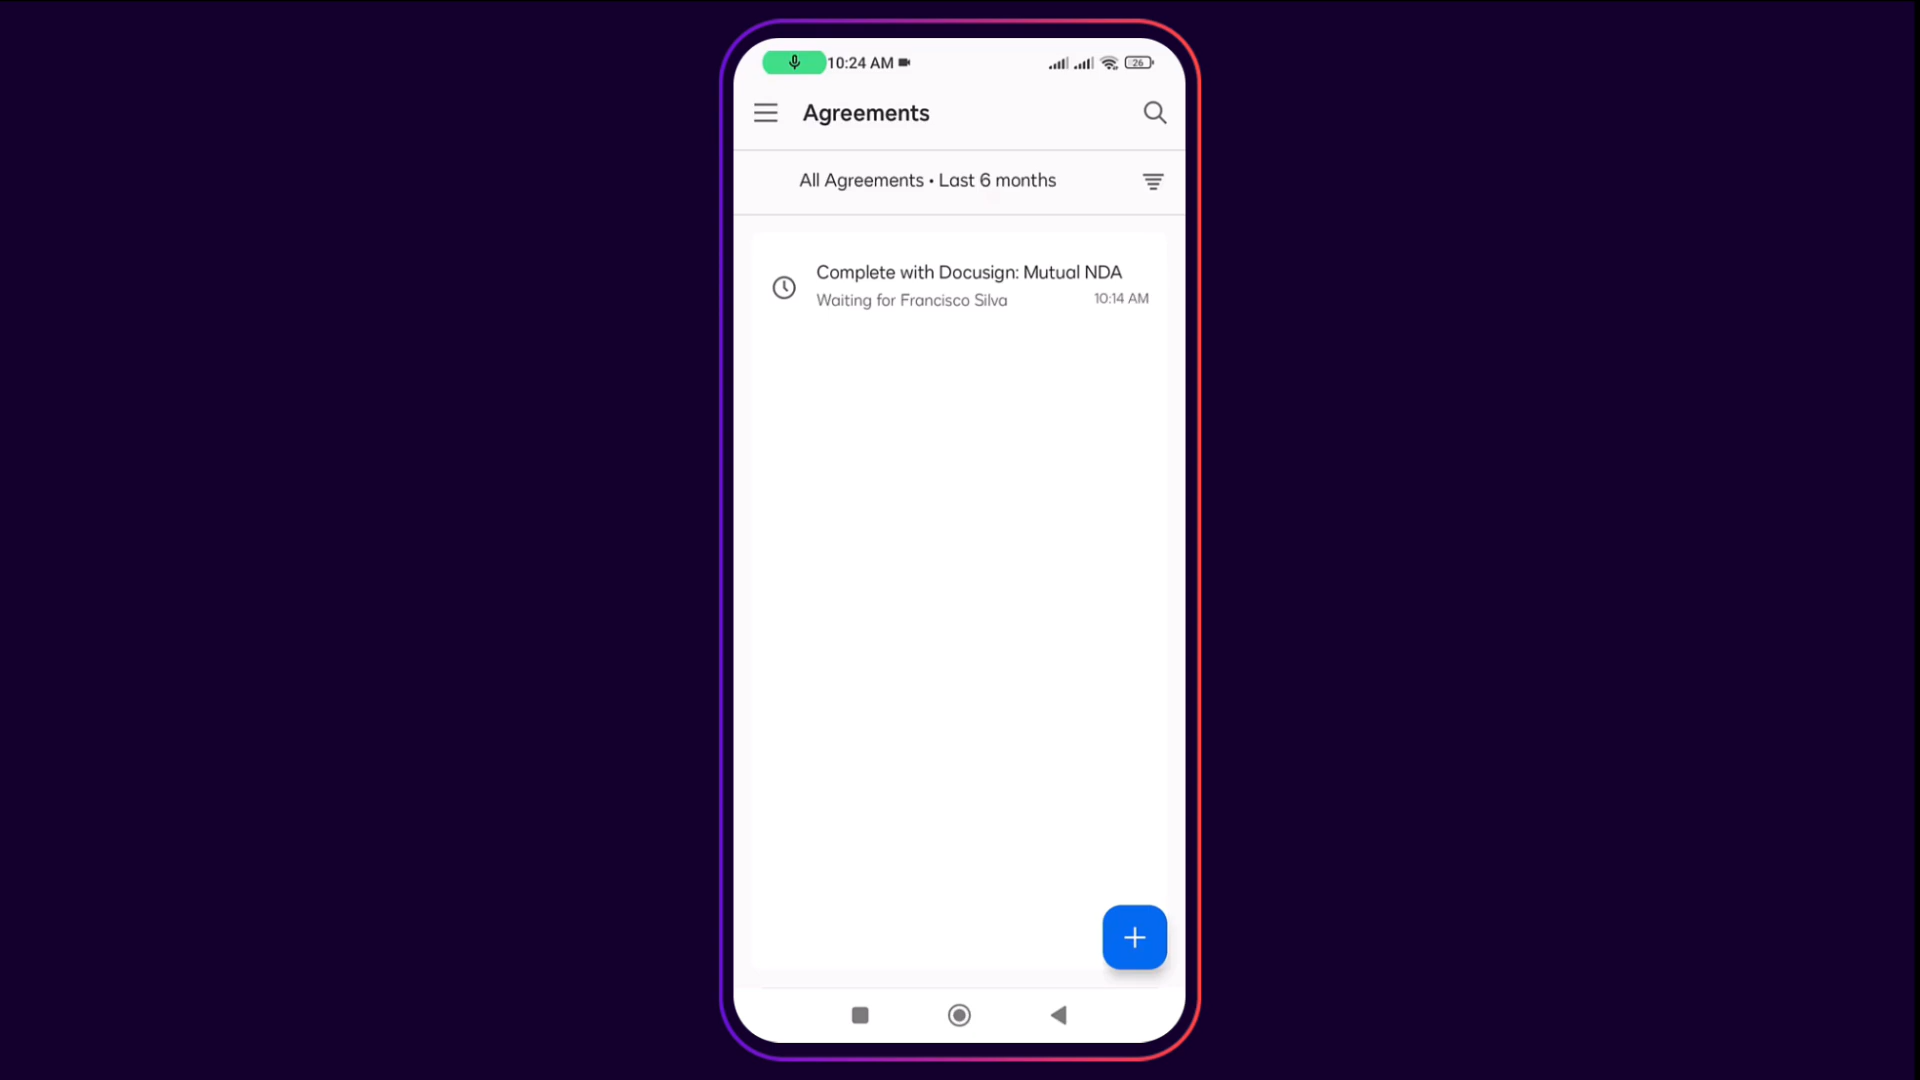 10:24 AM
26
Agreements
All Agreements • Last 6 months
Complete with Docusign: Mutual NDA
Waiting for Francisco Silva
10:14 AM